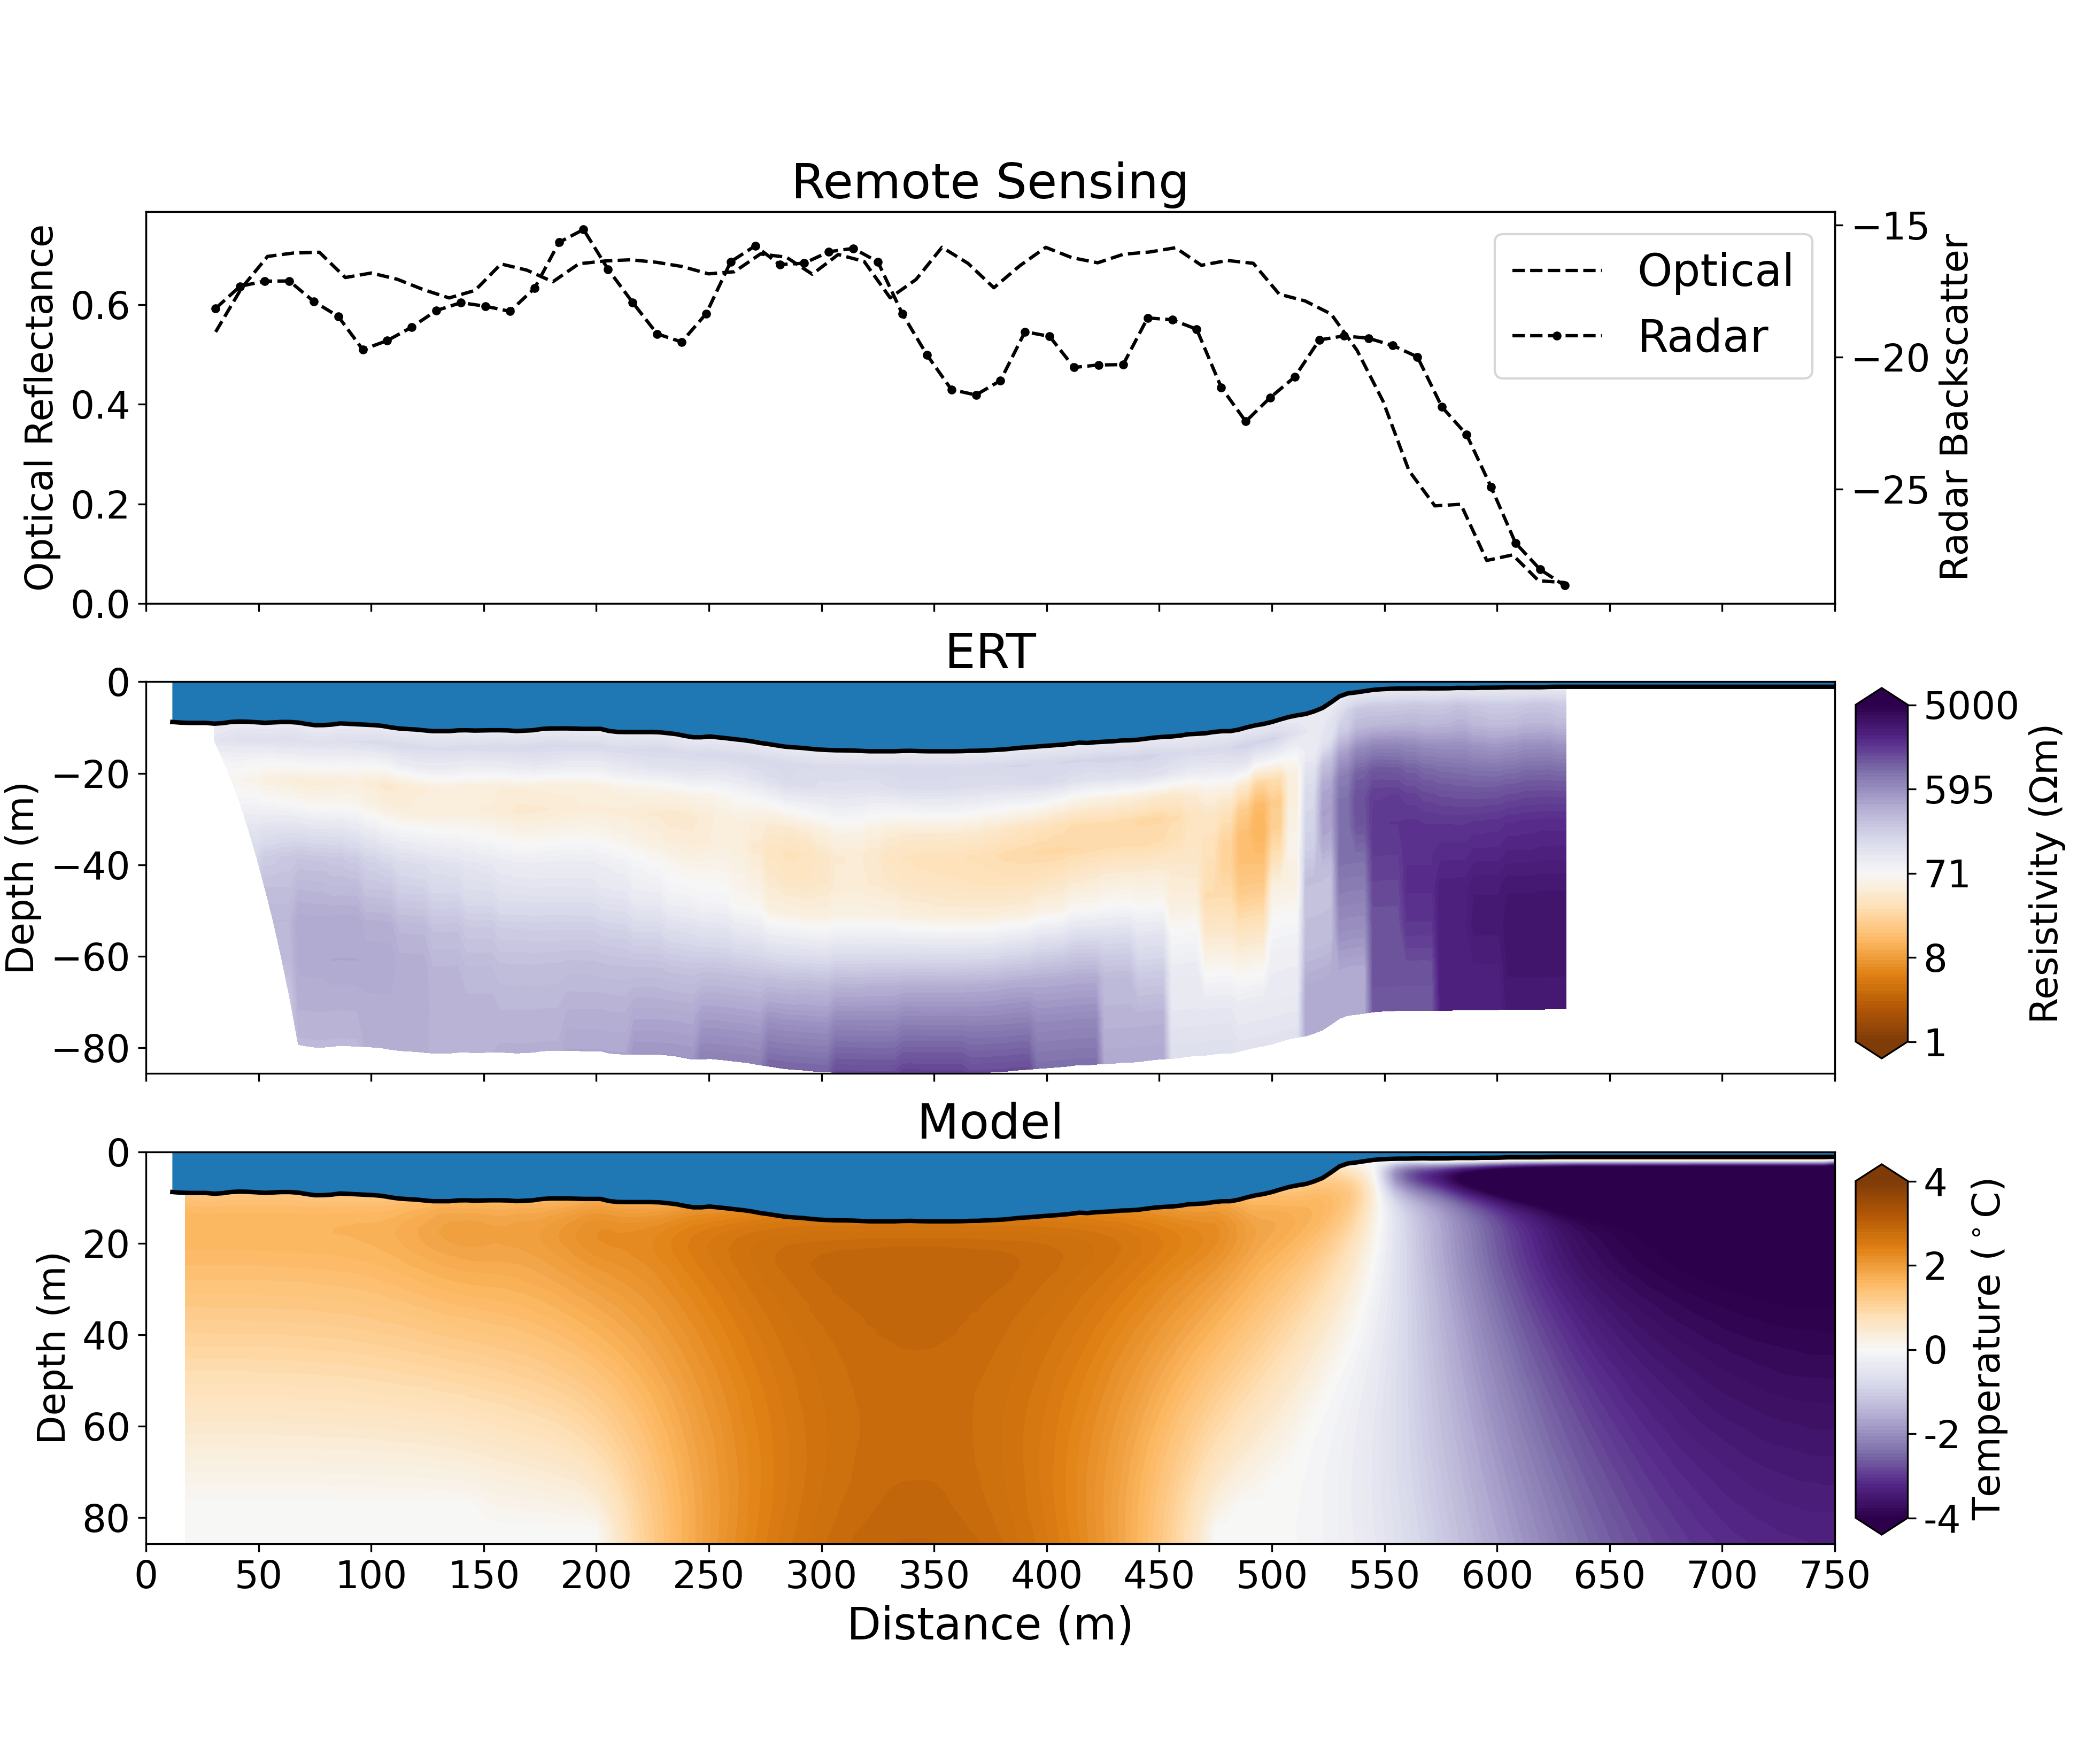 Remote Sensing
Optical Reflectance
0.6
0.4
0.2
0.0
Optical
Radar
−15
−20
−25
Radar Backscatter
ERT
Depth (m)
0
−20
−40
−60
−80
5000
595
71
8
1
Resistivity (Ωm)
Model
Depth (m)
0
20
40
60
80
4
2
0
-2
-4
Temperature (°C)
0 50 100 150 200 250 300 350 400 450 500 550 600 650 700 750
Distance (m)